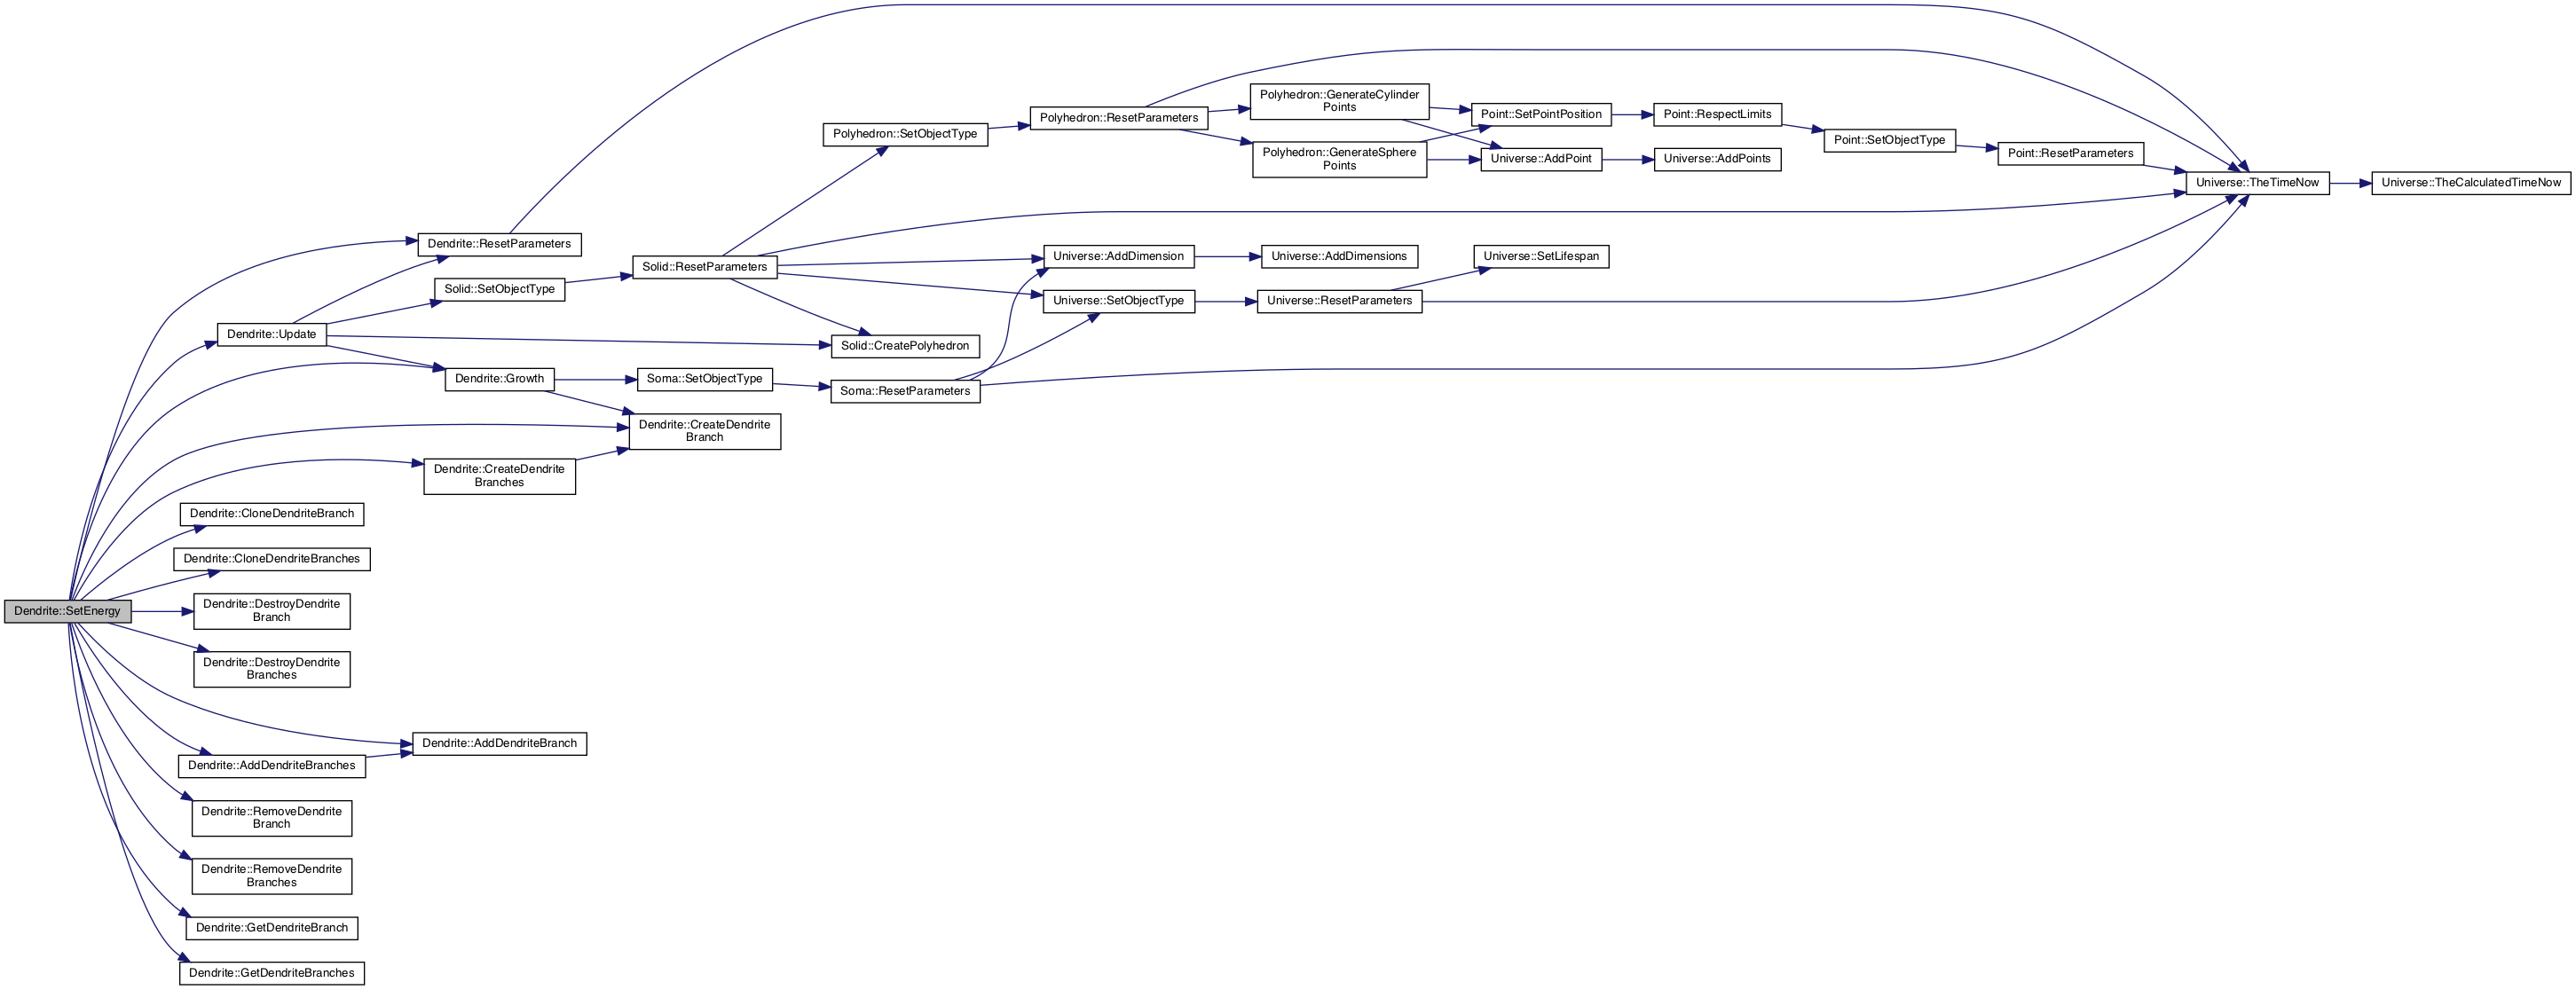 Polyhedron::GenerateCylinder
Points
Point::SetPointPosition
Point::RespectLimits
Polyhedron::ResetParameters
Polyhedron::SetObjectType
Point::SetObjectType
Polyhedron::GenerateSphere
Points
Universe::AddPoint
Universe::AddPoints
Point::ResetParameters
Universe::TheTimeNow
Universe::TheCalculatedTimeNow
Dendrite::ResetParameters
Universe::AddDimension
Universe::AddDimensions
Universe::SetLifespan
Solid::ResetParameters
Solid::SetObjectType
Universe::SetObjectType
Universe::ResetParameters
Dendrite::Update
Solid::CreatePolyhedron
Dendrite::Growth
Soma::SetObjectType
Soma::ResetParameters
Dendrite::CreateDendrite
Branch
Dendrite::CreateDendrite
Branches
Dendrite::CloneDendriteBranch
Dendrite::CloneDendriteBranches
Dendrite::SetEnergy
Dendrite::DestroyDendrite
Branch
Dendrite::DestroyDendrite
Branches
Dendrite::AddDendriteBranch
Dendrite::AddDendriteBranches
Dendrite::RemoveDendrite
Branch
Dendrite::RemoveDendrite
Branches
Dendrite::GetDendriteBranch
Dendrite::GetDendriteBranches